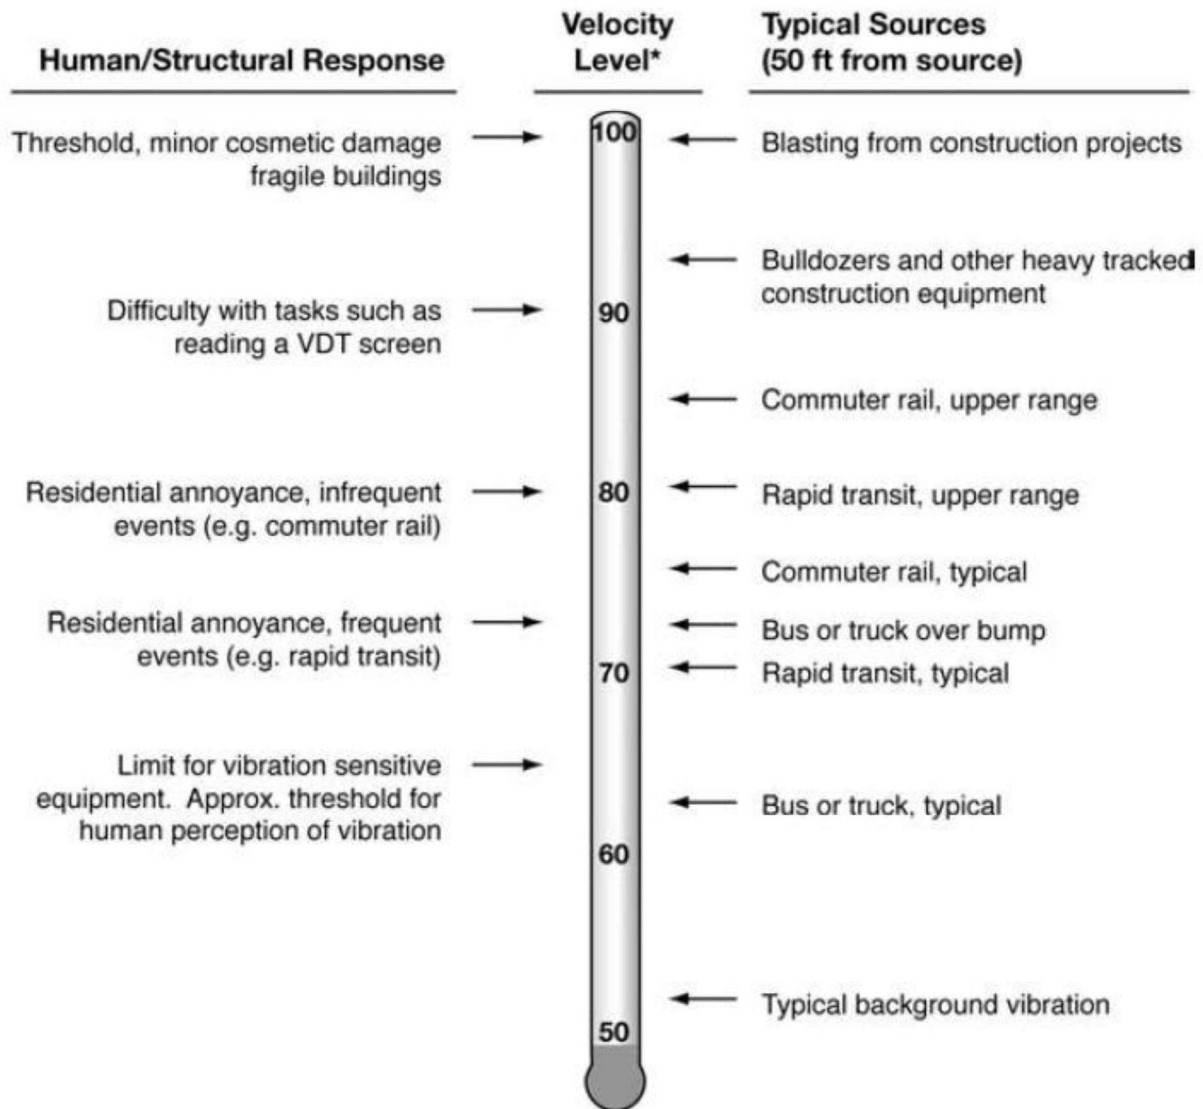 Human/Structural Response
Velocity
Level*
Typical Sources
(50 ft from source)
Threshold, minor cosmetic damage
fragile buildings
100
Blasting from construction projects
Bulldozers and other heavy tracked
construction equipment
Difficulty with tasks such as
reading a VDT screen
90
Commuter rail, upper range
Residential annoyance, infrequent
events (e.g. commuter rail)
80
Rapid transit, upper range
Commuter rail, typical
Residential annoyance, frequent
events (e.g. rapid transit)
Bus or truck over bump
70
Rapid transit, typical
Limit for vibration sensitive
equipment. Approx. threshold for
human perception of vibration
Bus or truck, typical
60
Typical background vibration
50